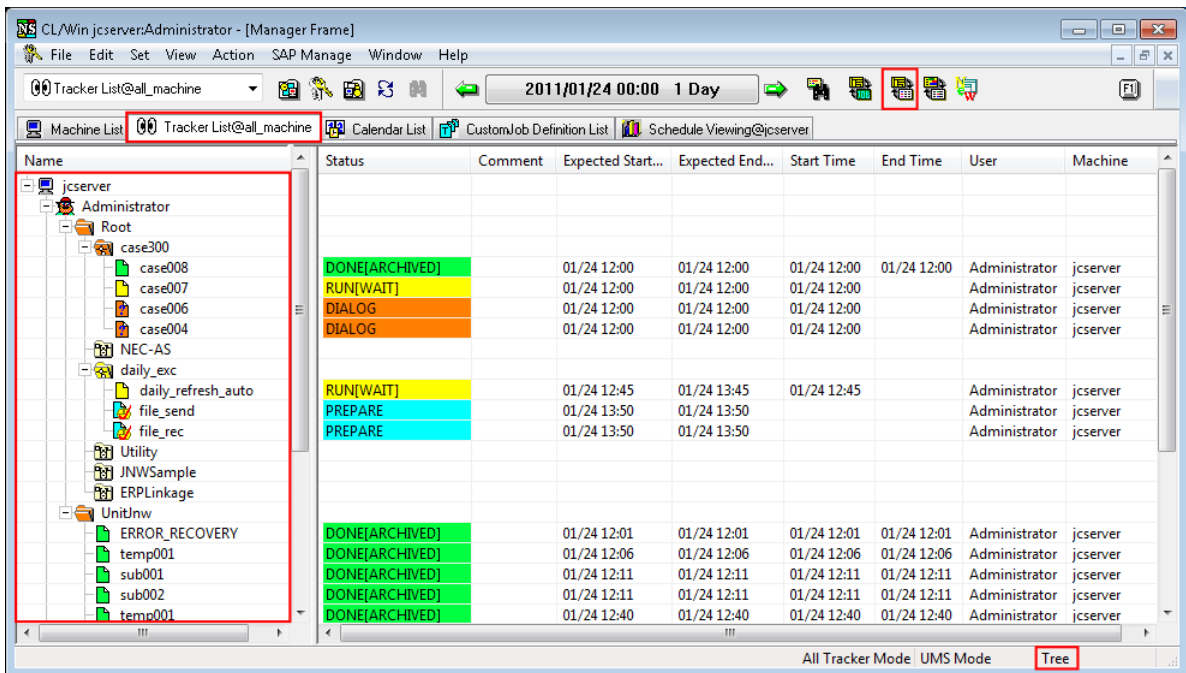 CL/Win jcserver:Administrator - [Manager Frame]
File Edit Set View Action SAP Manage Window Help
Tracker List@all_machine 2011/01/24 00:00 1 Day F1
Machine List Tracker List@all_machine Calendar List CustomJob Definition List Schedule Viewing@jcserver
Name Status Comment Expected Start... Expected End... Start Time End Time User Machine
jcserver
Administrator
Root
case300
case008 DONE[ARCHIVED] 01/24 12:00 01/24 12:00 01/24 12:00 01/24 12:00 Administrator jcserver
case007 RUN[WAIT] 01/24 12:00 01/24 12:00 01/24 12:00 Administrator jcserver
case006 DIALOG 01/24 12:00 01/24 12:00 01/24 12:00 Administrator jcserver
case004 DIALOG 01/24 12:00 01/24 12:00 01/24 12:00 Administrator jcserver
NEC-AS
daily_exc
daily_refresh_auto RUN[WAIT] 01/24 12:45 01/24 13:45 01/24 12:45 Administrator jcserver
file_send PREPARE 01/24 13:50 01/24 13:50 Administrator jcserver
file_rec PREPARE 01/24 13:50 01/24 13:50 Administrator jcserver
Utility
JNWSample
ERPLinkage
UnitJnw
ERROR_RECOVERY DONE[ARCHIVED] 01/24 12:01 01/24 12:01 01/24 12:01 01/24 12:01 Administrator jcserver
temp001 DONE[ARCHIVED] 01/24 12:06 01/24 12:06 01/24 12:06 01/24 12:06 Administrator jcserver
sub001 DONE[ARCHIVED] 01/24 12:11 01/24 12:11 01/24 12:11 01/24 12:11 Administrator jcserver
sub002 DONE[ARCHIVED] 01/24 12:11 01/24 12:11 01/24 12:11 01/24 12:11 Administrator jcserver
temp001 DONE[ARCHIVED] 01/24 12:40 01/24 12:40 01/24 12:40 01/24 12:40 Administrator jcserver
All Tracker Mode UMS Mode Tree